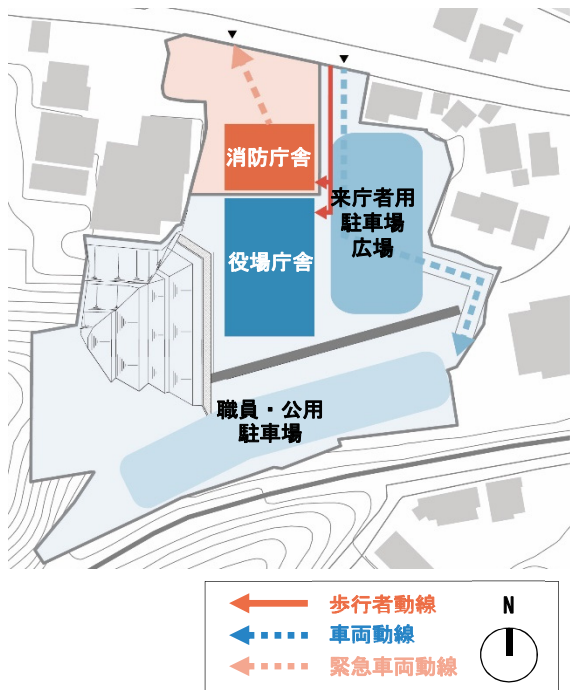 消防庁舎
来庁者用
駐車場
広場
役場庁舎
職員・公用
駐車場
歩行者動線
車両動線
緊急車両動線
N